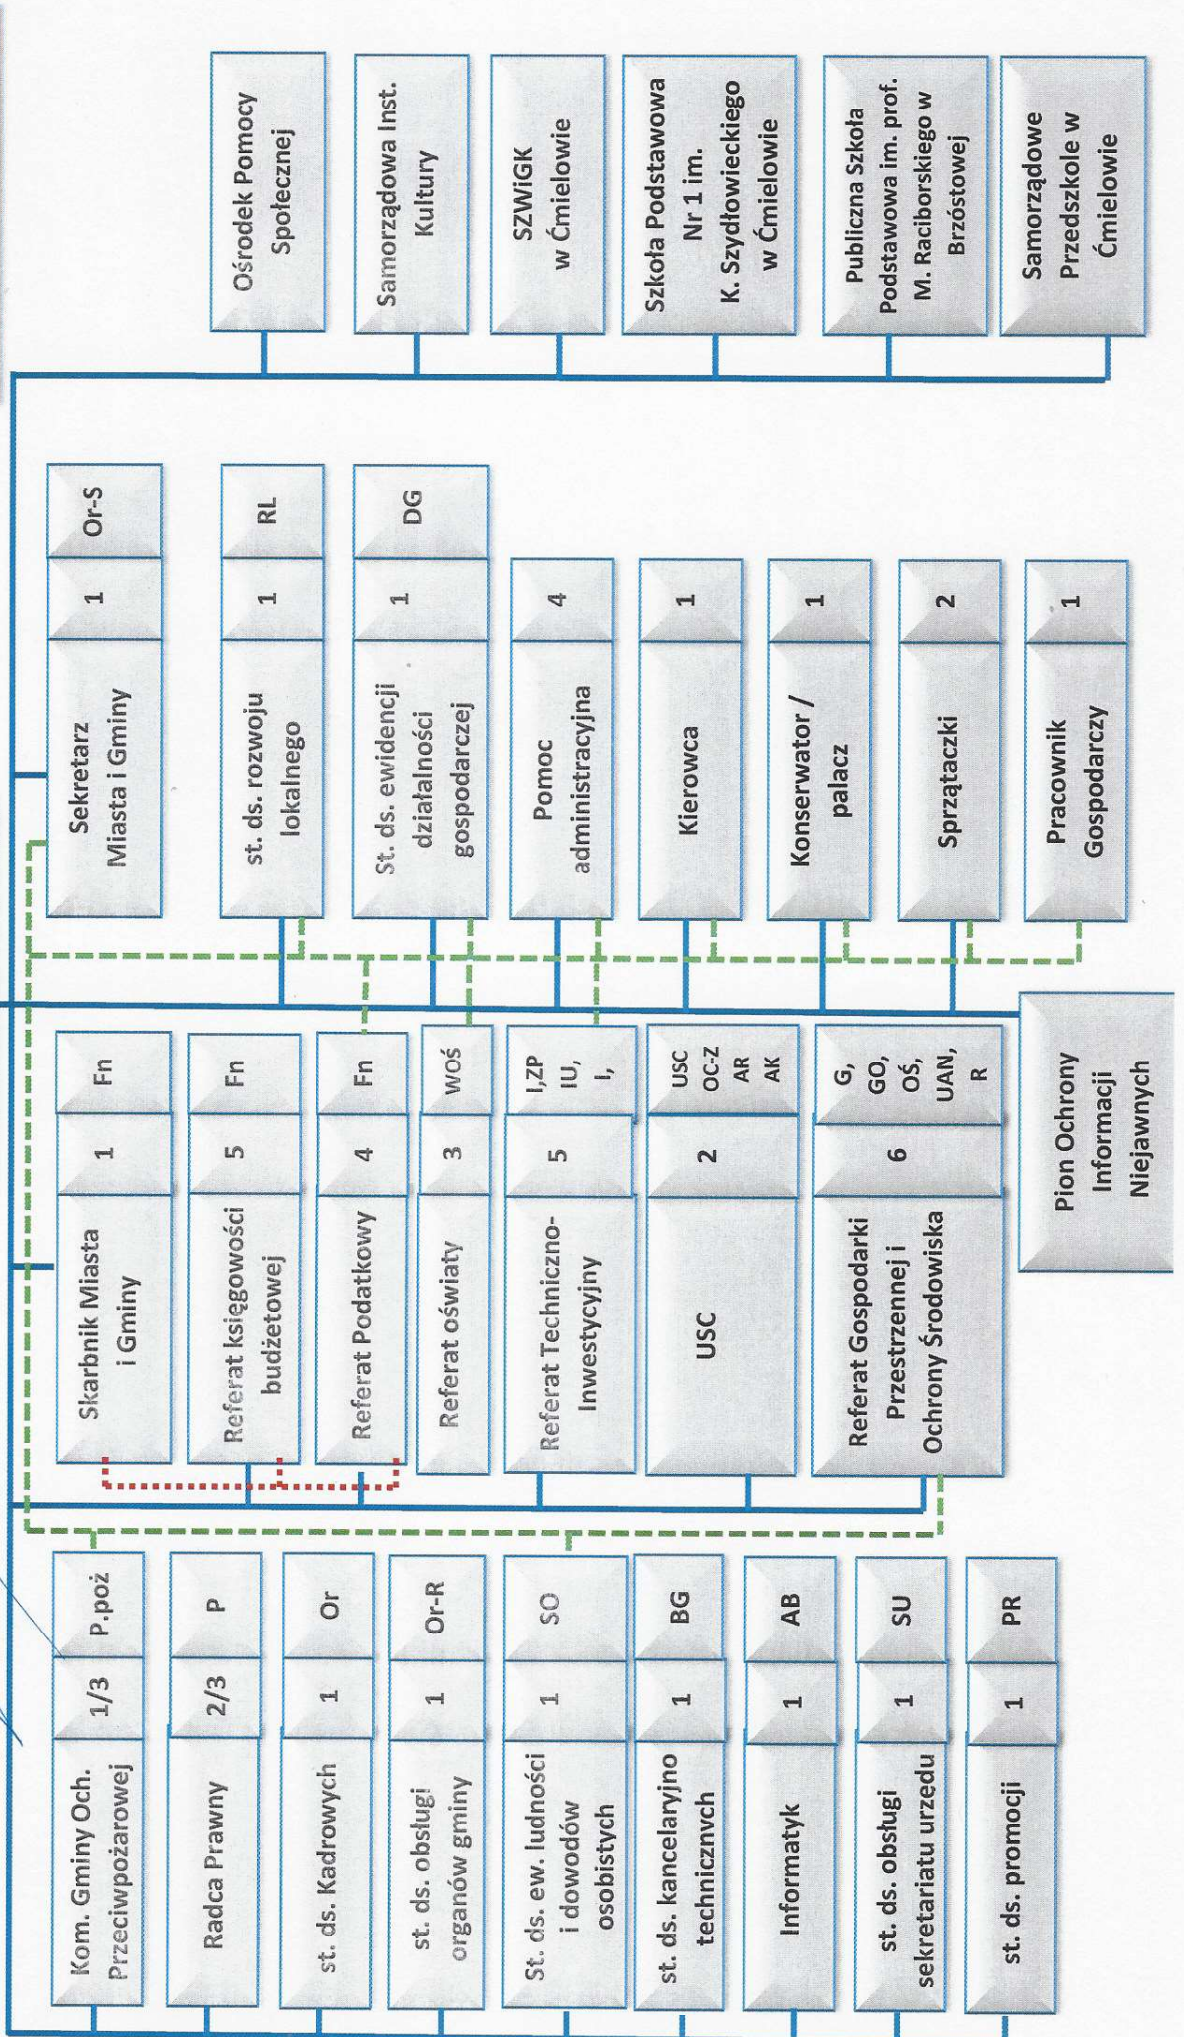 Kom. Gminy Och.
Przeciwpożarowej
1/3
P.poż
Radca Prawny
2/3
P
st. ds. Kadrowych
1
Or
st. ds. obsługi
organów gminy
1
Or-R
St. ds. ew. ludności
i dowodów
osobistych
1
SO
st. ds. kancelaryjno
technicznych
1
BG
Informatyk
1
AB
st. ds. obsługi
sekretariatu urzędu
1
SU
st. ds. promocji
1
PR
Skarbnik Miasta
i Gminy
1
Fn
Referat księgowości
budżetowej
5
Fn
Referat Podatkowy
4
Fn
Referat oświaty
3
WOŚ
Referat Techniczno-
Inwestycyjny
5
I,ZP
IU,
I,
USC
2
USC
OC-Z
AR
AK
Referat Gospodarki
Przestrzennej i
Ochrony Środowiska
6
G,
GO,
OŚ,
UAN,
R
Pion Ochrony
Informacji
Niejawnych
Sekretarz
Miasta i Gminy
1
Or-S
st. ds. rozwoju
lokalnego
1
RL
St. ds. ewidencji
działalności
gospodarczej
1
DG
Pomoc
administracyjna
4
Kierowca
1
Konserwator /
palacz
1
Sprzątaczki
2
Pracownik
Gospodarczy
1
Ośrodek Pomocy
Społecznej
Samorządowa Inst.
Kultury
SZWiGK
w Ćmielowie
Szkoła Podstawowa
Nr 1 im.
K. Szydłowieckiego
w Ćmielowie
Publiczna Szkoła
Podstawowa im. prof.
M. Raciborskiego w
Brzóstowej
Samorządowe
Przedszkole w
Ćmielowie